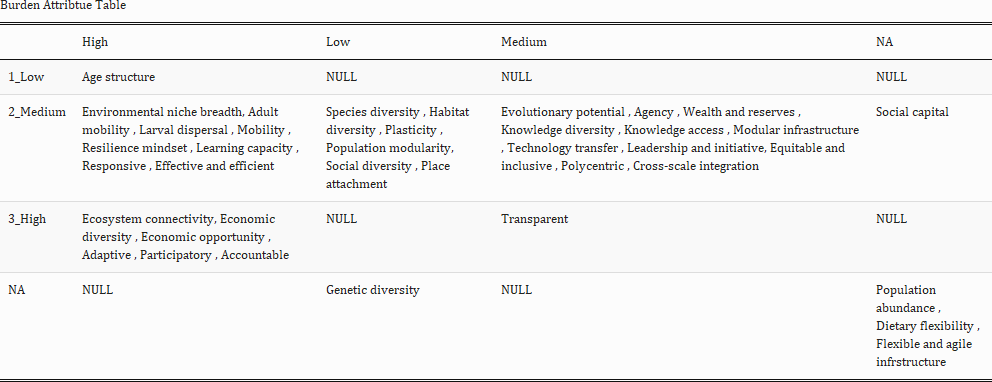 Burden Attribtue Table
High Low Medium NA
1_Low Age structure NULL NULL NULL
2_Medium Environmental niche breadth, Adult Species diversity , Habitat Evolutionary potential , Agency , Wealth and reserves , Social capital
mobility , Larval dispersal , Mobility , diversity , Plasticity , Knowledge diversity , Knowledge access , Modular infrastructure
Resilience mindset , Learning capacity , Population modularity, , Technology transfer , Leadership and initiative, Equitable and
Responsive , Effective and efficient Social diversity , Place inclusive , Polycentric , Cross-scale integration
attachment
3_High Ecosystem connectivity, Economic NULL Transparent NULL
diversity , Economic opportunity ,
Adaptive , Participatory , Accountable
NA NULL Genetic diversity NULL Population
abundance ,
Dietary flexibility ,
Flexible and agile
infrstructure